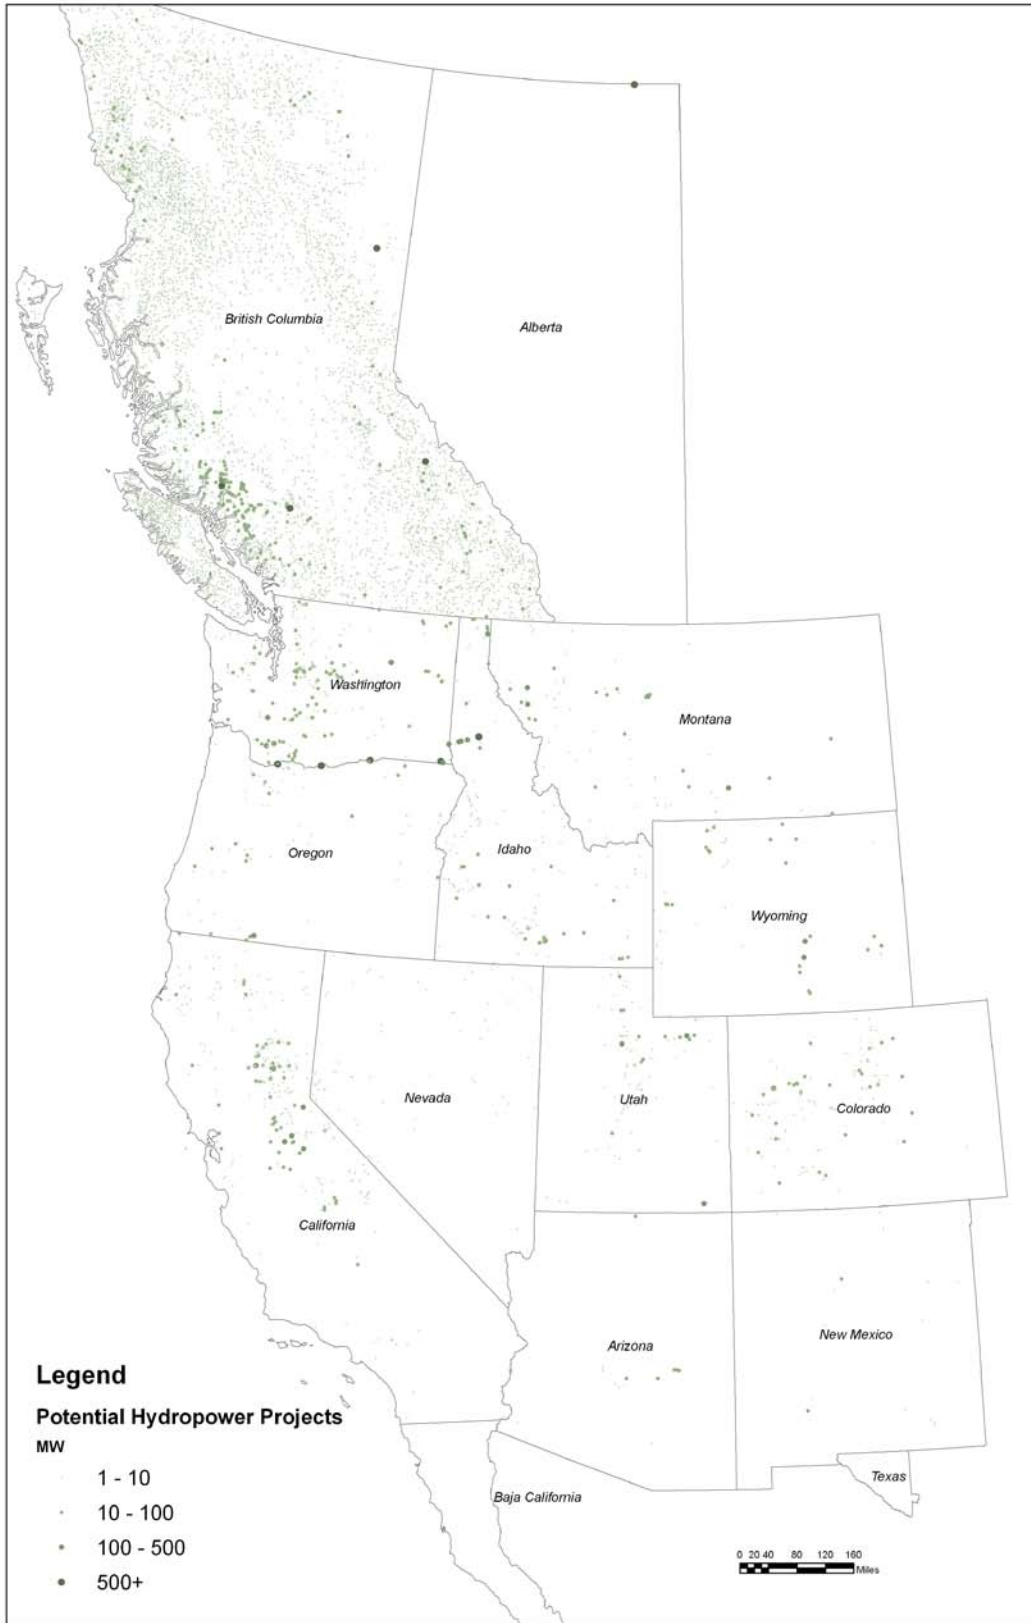 British Columbia
Alberta
Washington
Montana
Oregon
Idaho
Wyoming
Nevada
Utah
Colorado
California
Arizona
New Mexico
Baja California
Texas
Legend
Potential Hydropower Projects
MW
1 - 10
10 - 100
100 - 500
500+
0 20 40 80 120 160
Miles